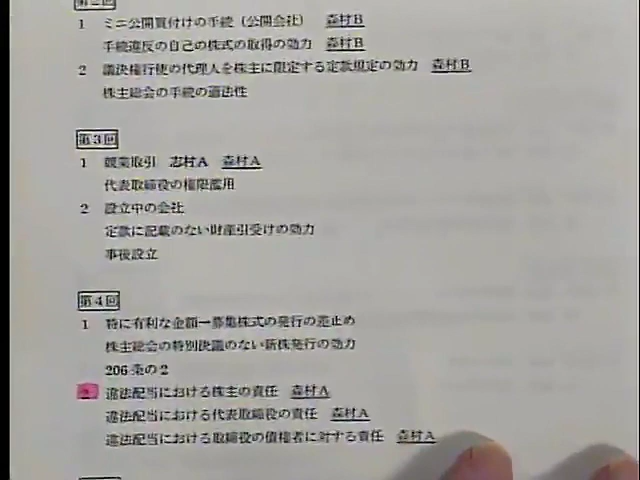 第2回
1 ミニ公開買付けの手続（公開会社） 森村B
手続違反の自己の株式の取得の効力 森村B
2 議決権行使の代理人を株主に限定する定款規定の効力 森村B
株主総会の手続の適法性
第3回
1 競業取引 志村A 森村A
代表取締役の権限濫用
2 設立中の会社
定款に記載のない財産引受けの効力
事後設立
第4回
1 特に有利な金額―募集株式の発行の差止め
株主総会の特別決議のない新株発行の効力
206条の2
2 違法配当における株主の責任 森村A
違法配当における代表取締役の責任 森村A
違法配当における取締役の債権者に対する責任 森村A